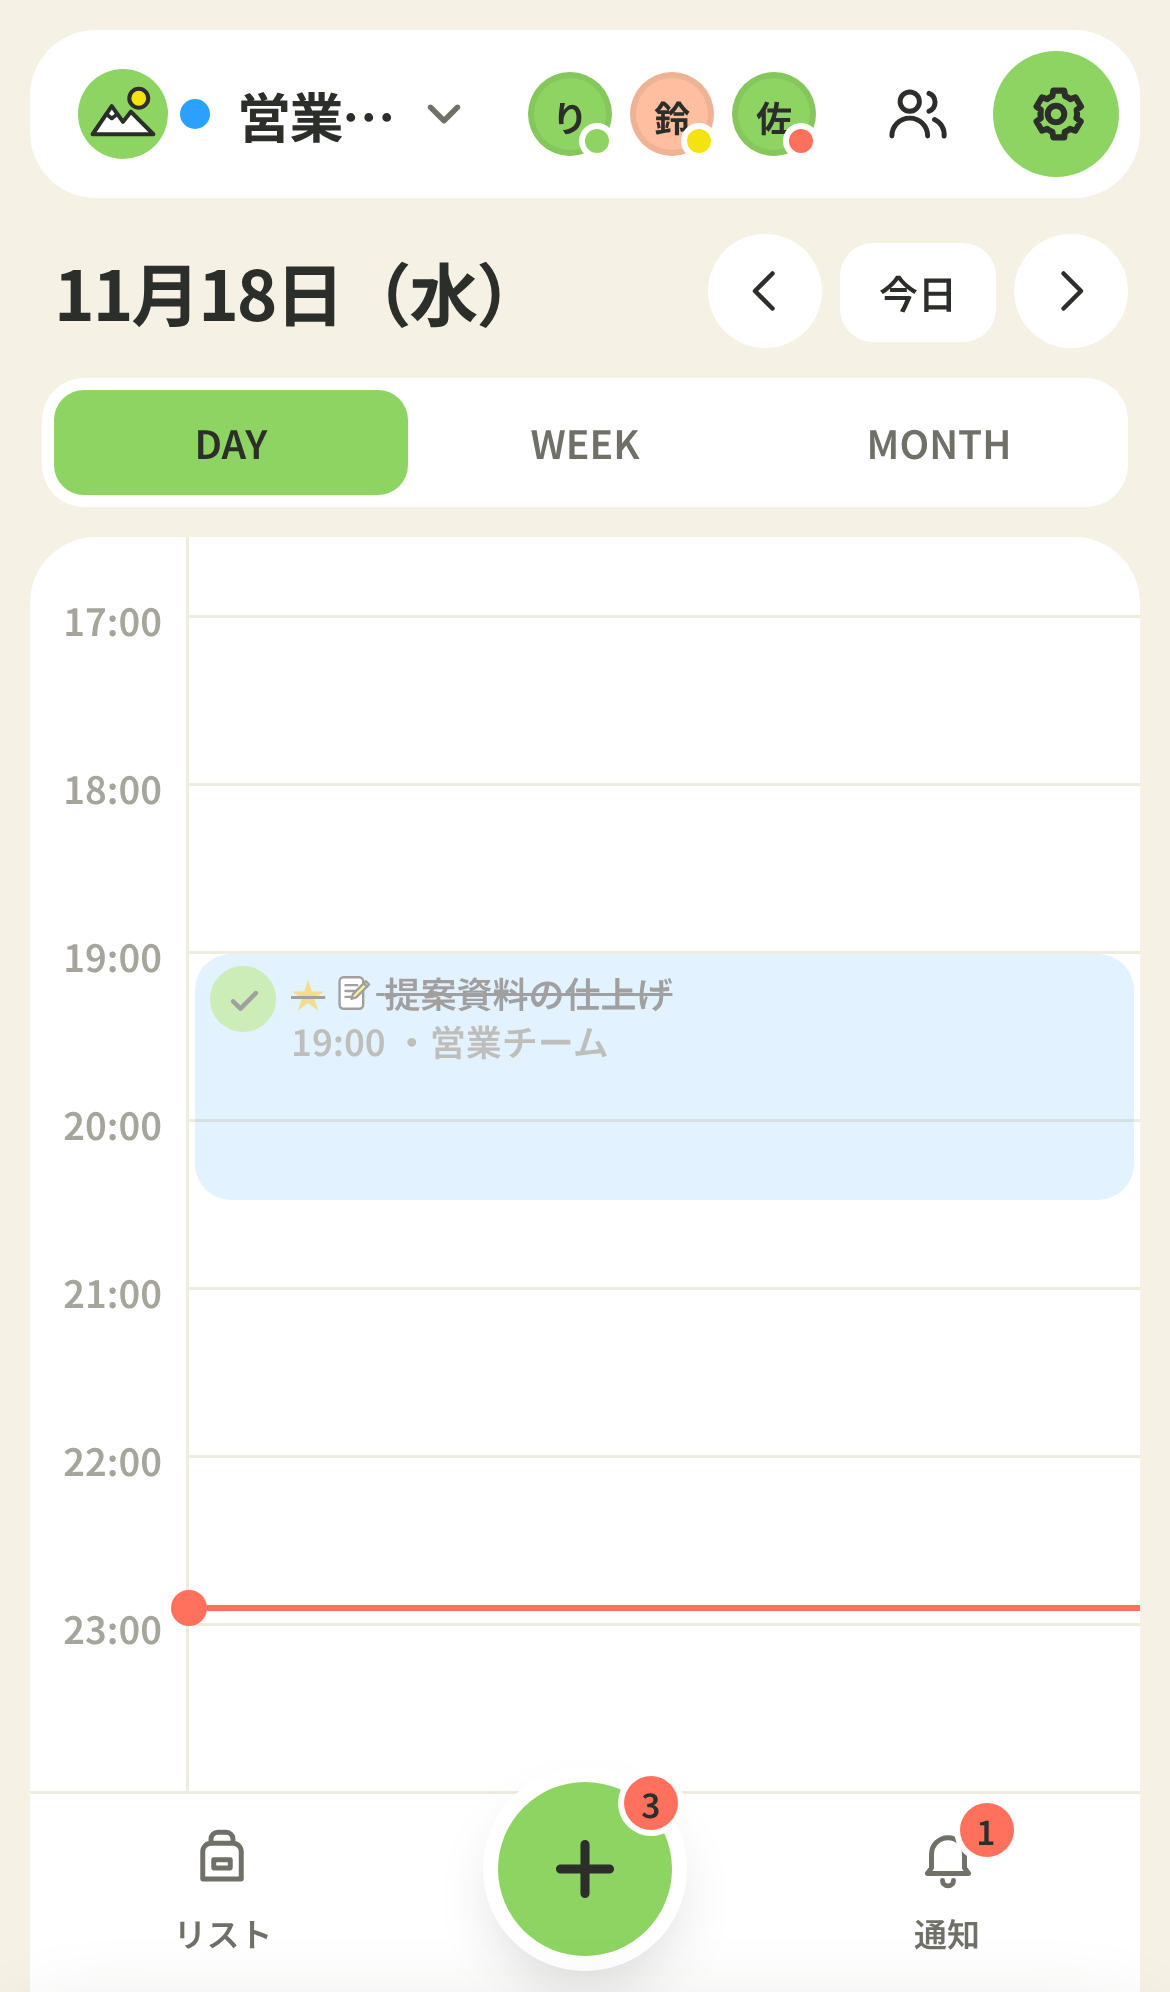 営業…
り 鈴 佐
11月18日（水）
今日
DAY WEEK MONTH
17:00
18:00
19:00
⭐ 📝 提案資料の仕上げ
19:00 ・営業チーム
20:00
21:00
22:00
23:00
3
1
リスト
通知